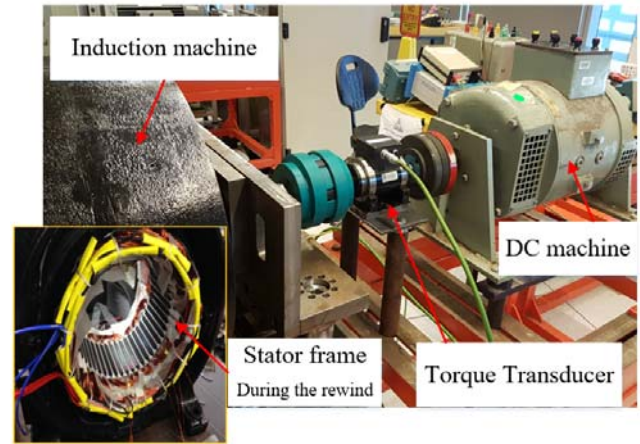 Induction machine
DC machine
Stator frame
During the rewind
Torque Transducer